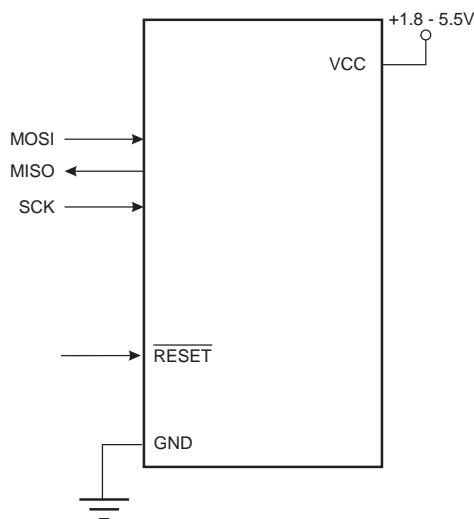 +1.8 - 5.5V
VCC
MOSI
MISO
SCK
RESET
GND